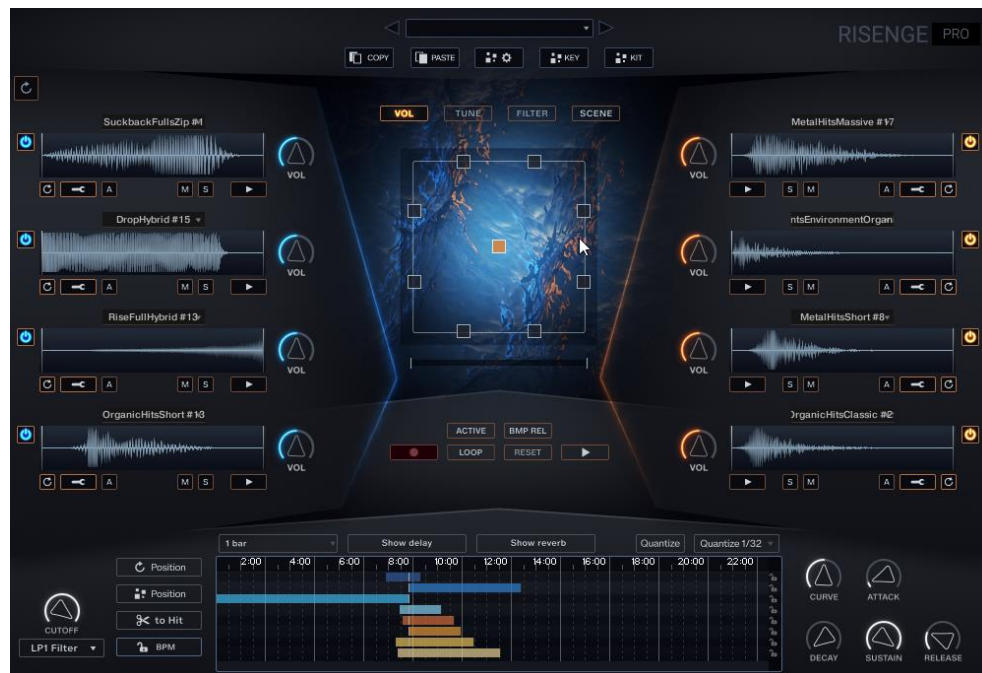 RISENGE PRO
COPY PASTE KEY KIT
VOL TUNE FILTER SCENE
SuckbackFullsZip
VOL
A M S
DropHybrid #15
VOL
A M S
RiseFullHybrid #13
VOL
A M S
OrganicHitsShort
VOL
A M S
MetalHitsMassive
VOL
S M A
ntsEnvironmentOrgan
VOL
S M A
MetalHitsShort #8
VOL
S M A
OrganicHitsClassic #2
VOL
S M A
ACTIVE BMP REL
LOOP RESET
1 bar Show delay Show reverb Quantize Quantize 1/32
2:00 4:00 6:00 8:00 10:00 12:00 14:00 16:00 18:00 20:00 22:00
Position
Position
to Hit
BPM
CUTOFF
LP1 Filter
CURVE ATTACK
DECAY SUSTAIN RELEASE